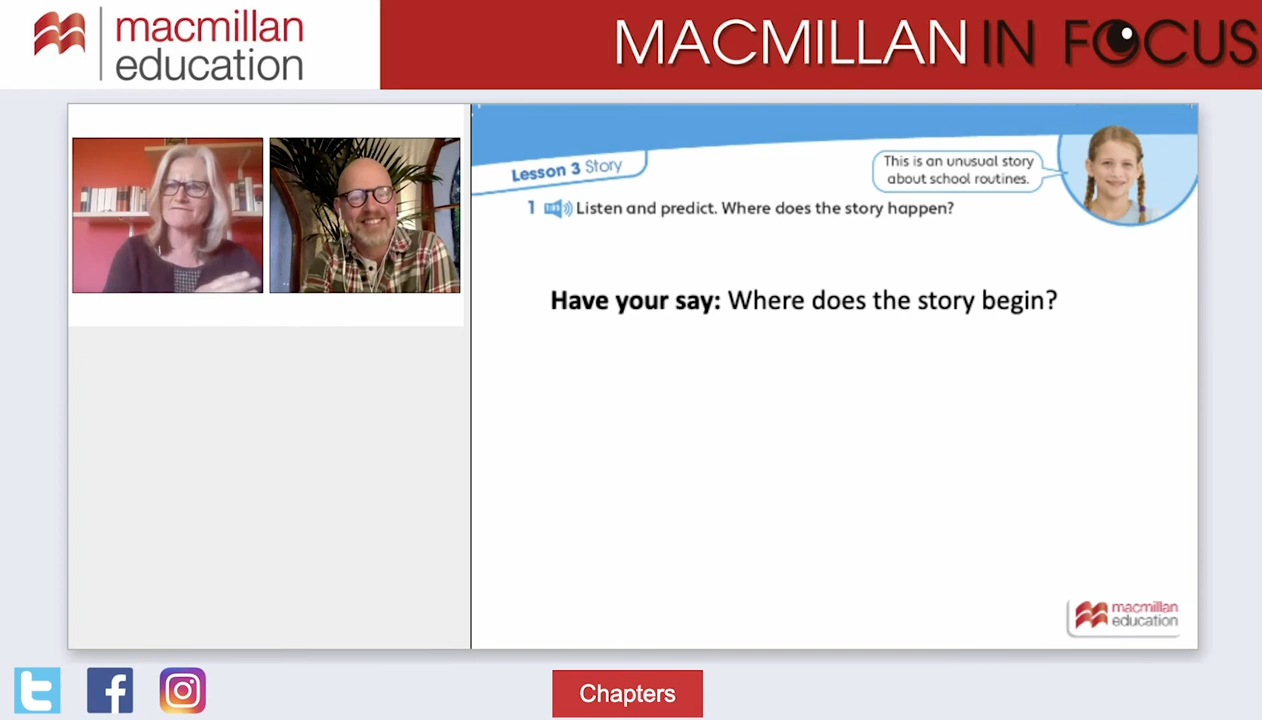 macmillan
education
MACMILLAN IN FOCUS
Lesson 3 Story
This is an unusual story
about school routines.
1 Listen and predict. Where does the story happen?
Have your say: Where does the story begin?
macmillan
education
Chapters